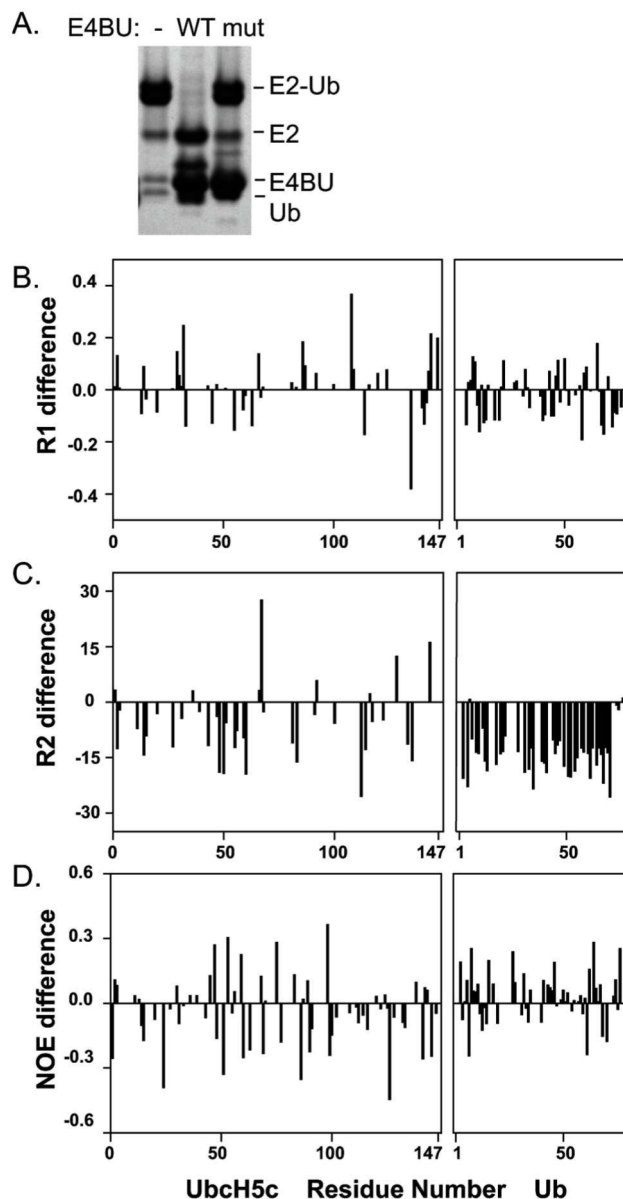 A. E4BU: - WT mut
E2-Ub
E2
E4BU
Ub
B.
R1 difference
0.4
0.2
0.0
-0.2
-0.4
0 50 100 147 1 50
C.
R2 difference
30
15
0
-15
-30
0 50 100 147 1 50
D.
NOE difference
0.6
0.3
0.0
-0.3
-0.6
0 50 100 147 1 50
UbcH5c Residue Number Ub